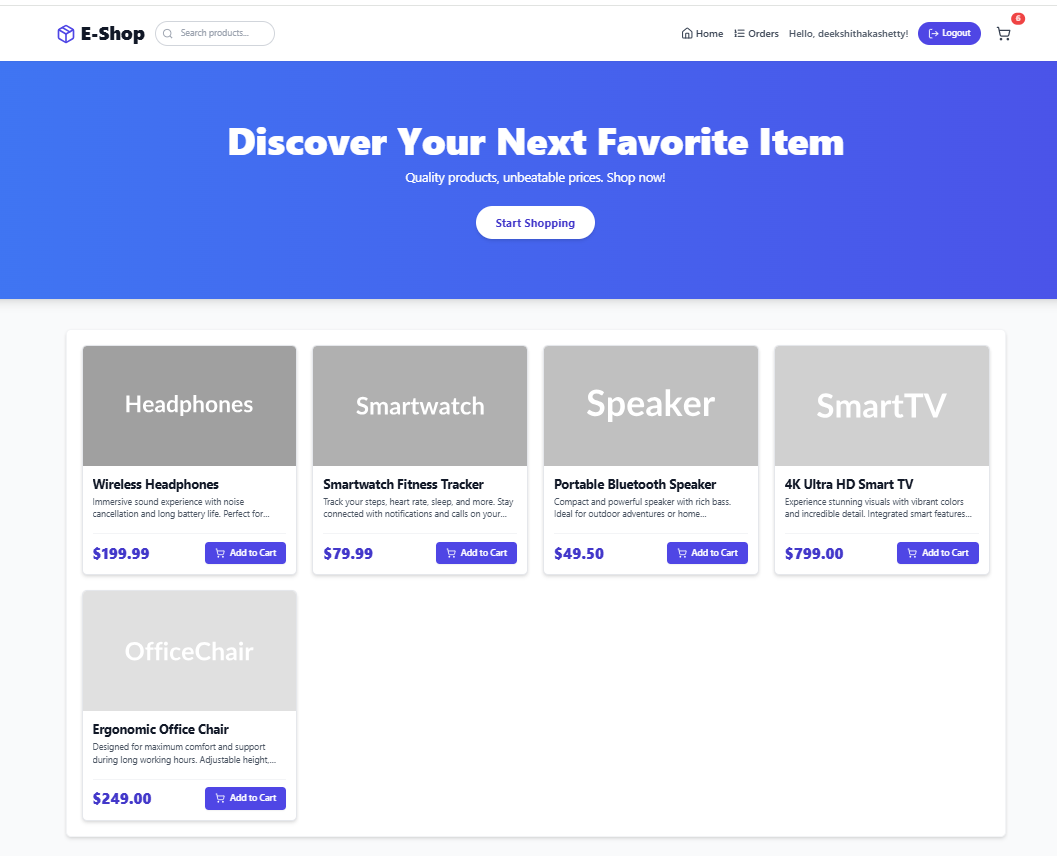 E-Shop
Search products...
Home
Orders
Hello, deekshithakashetty!
Logout
6
Discover Your Next Favorite Item
Quality products, unbeatable prices. Shop now!
Start Shopping
Headphones
Wireless Headphones
Immersive sound experience with noise
cancellation and long battery life. Perfect for...
$199.99
Add to Cart
Smartwatch
Smartwatch Fitness Tracker
Track your steps, heart rate, sleep, and more. Stay
connected with notifications and calls on your...
$79.99
Add to Cart
Speaker
Portable Bluetooth Speaker
Compact and powerful speaker with rich bass.
Ideal for outdoor adventures or home...
$49.50
Add to Cart
SmartTV
4K Ultra HD Smart TV
Experience stunning visuals with vibrant colors
and incredible detail. Integrated smart features...
$799.00
Add to Cart
OfficeChair
Ergonomic Office Chair
Designed for maximum comfort and support
during long working hours. Adjustable height,...
$249.00
Add to Cart